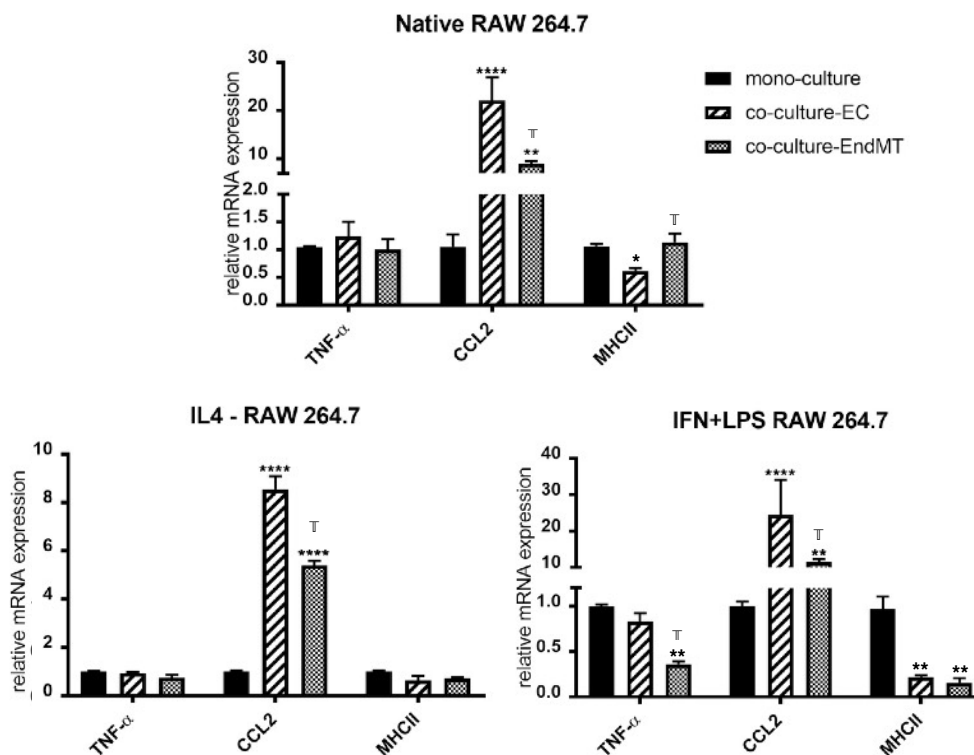 Native RAW 264.7
relative mRNA expression
30
20
10
2.0
1.5
1.0
0.5
0.0
****
𝕋
**
*
𝕋
TNF-α
CCL2
MHCII
mono-culture
co-culture-EC
co-culture-EndMT
IL4 - RAW 264.7
relative mRNA expression
10
8
6
4
2
0
****
𝕋
****
TNF-α
CCL2
MHCII
IFN+LPS RAW 264.7
relative mRNA expression
40
30
20
10
1.0
0.5
0.0
𝕋
**
****
𝕋
**
**
**
TNF-α
CCL2
MHCII